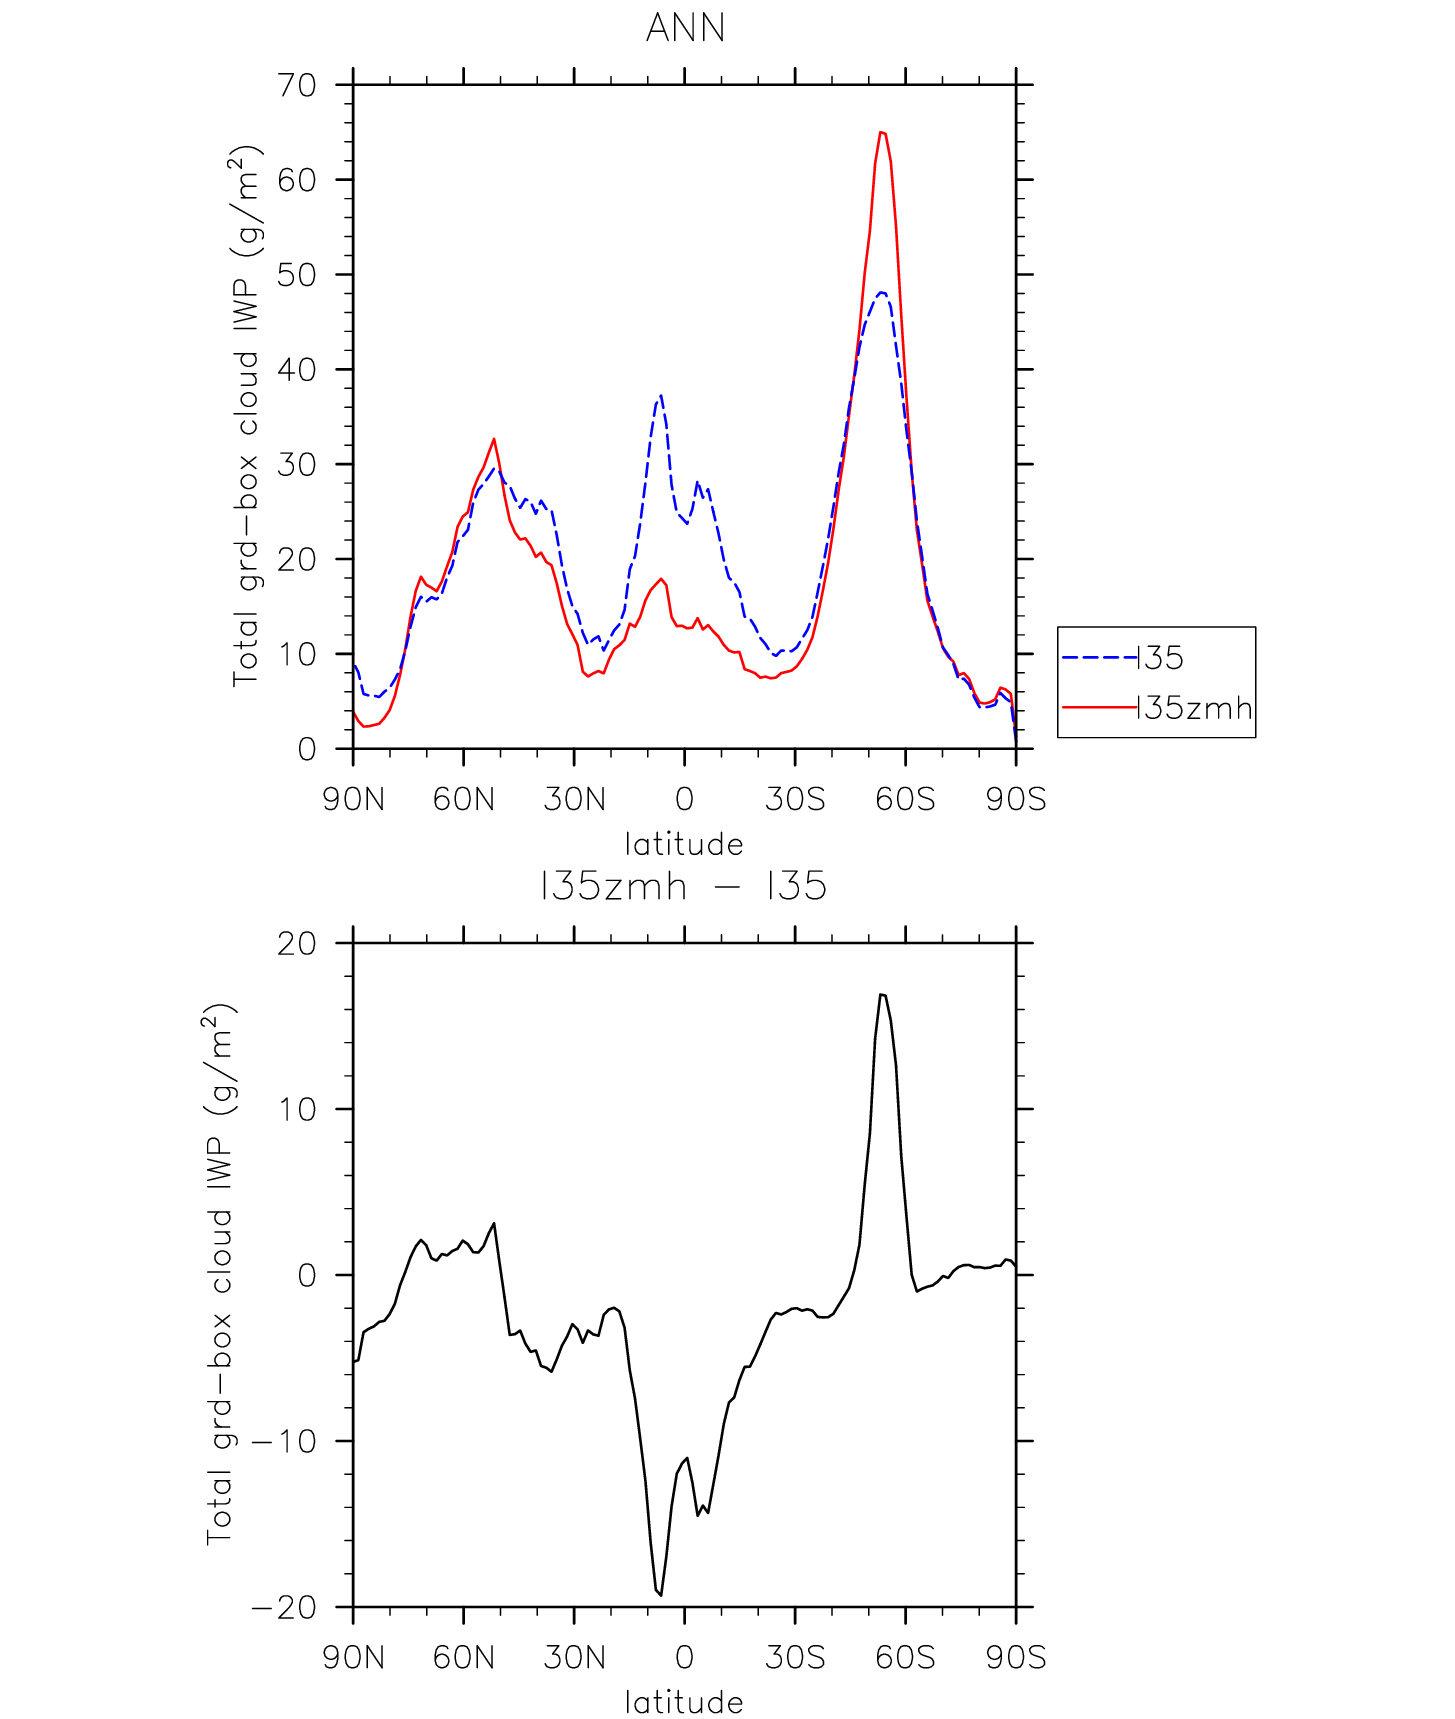 ANN
Total grd-box cloud IWP (g/m²)
70
60
50
40
30
20
10
0
90N 60N 30N 0 30S 60S 90S
latitude
I35
I35zmh
I35zmh - I35
Total grd-box cloud IWP (g/m²)
20
10
0
-10
-20
90N 60N 30N 0 30S 60S 90S
latitude